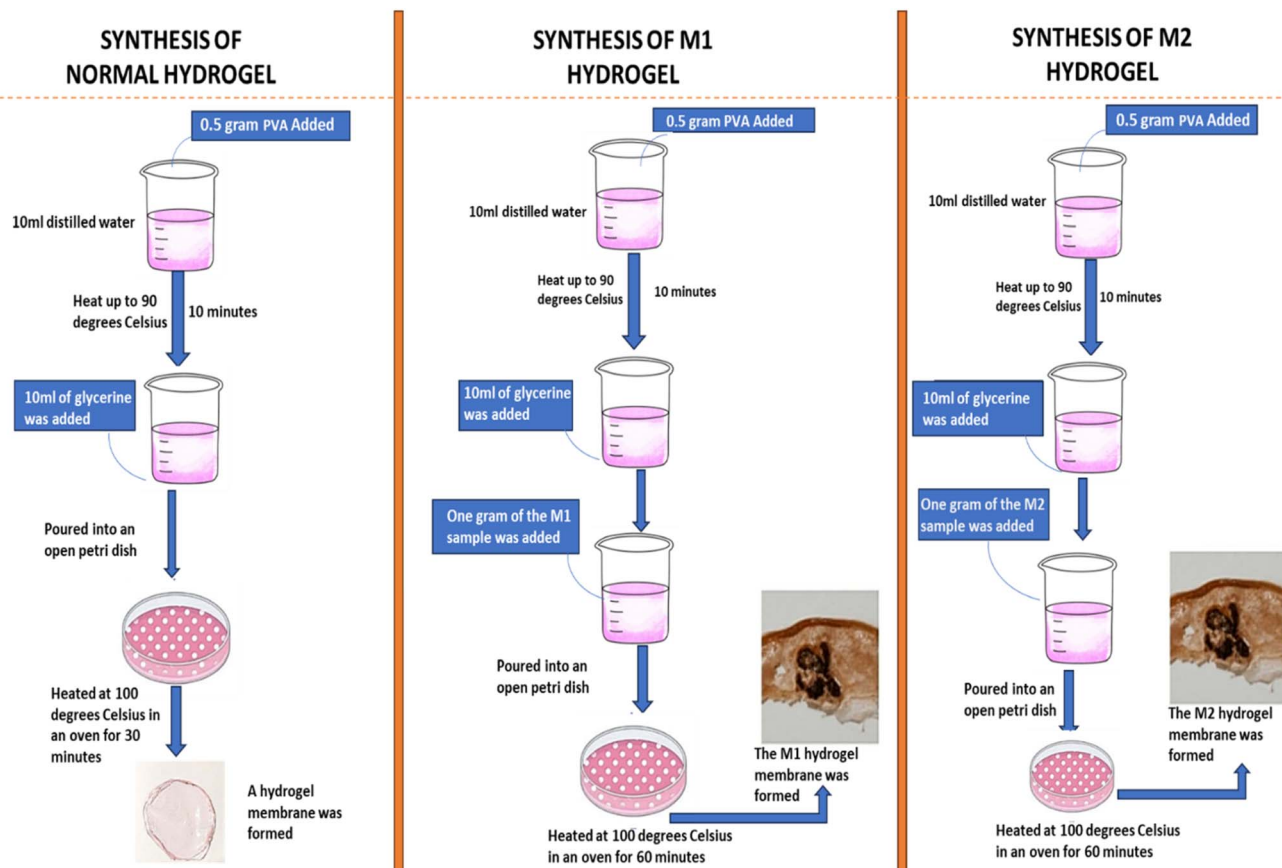 SYNTHESIS OF
NORMAL HYDROGEL
0.5 gram PVA Added
10ml distilled water
Heat up to 90
degrees Celsius
10 minutes
10ml of glycerine
was added
Poured into an
open petri dish
Heated at 100
degrees Celsius in
an oven for 30
minutes
A hydrogel
membrane was
formed
SYNTHESIS OF M1
HYDROGEL
0.5 gram PVA Added
10ml distilled water
Heat up to 90
degrees Celsius
10 minutes
10ml of glycerine
was added
One gram of the M1
sample was added
Poured into an
open petri dish
The M1 hydrogel
membrane was
formed
Heated at 100 degrees Celsius
in an oven for 60 minutes
SYNTHESIS OF M2
HYDROGEL
0.5 gram PVA Added
10ml distilled water
Heat up to 90
degrees Celsius
10 minutes
10ml of glycerine
was added
One gram of the M2
sample was added
Poured into an
open petri dish
The M2 hydrogel
membrane was
formed
Heated at 100 degrees Celsius
in an oven for 60 minutes